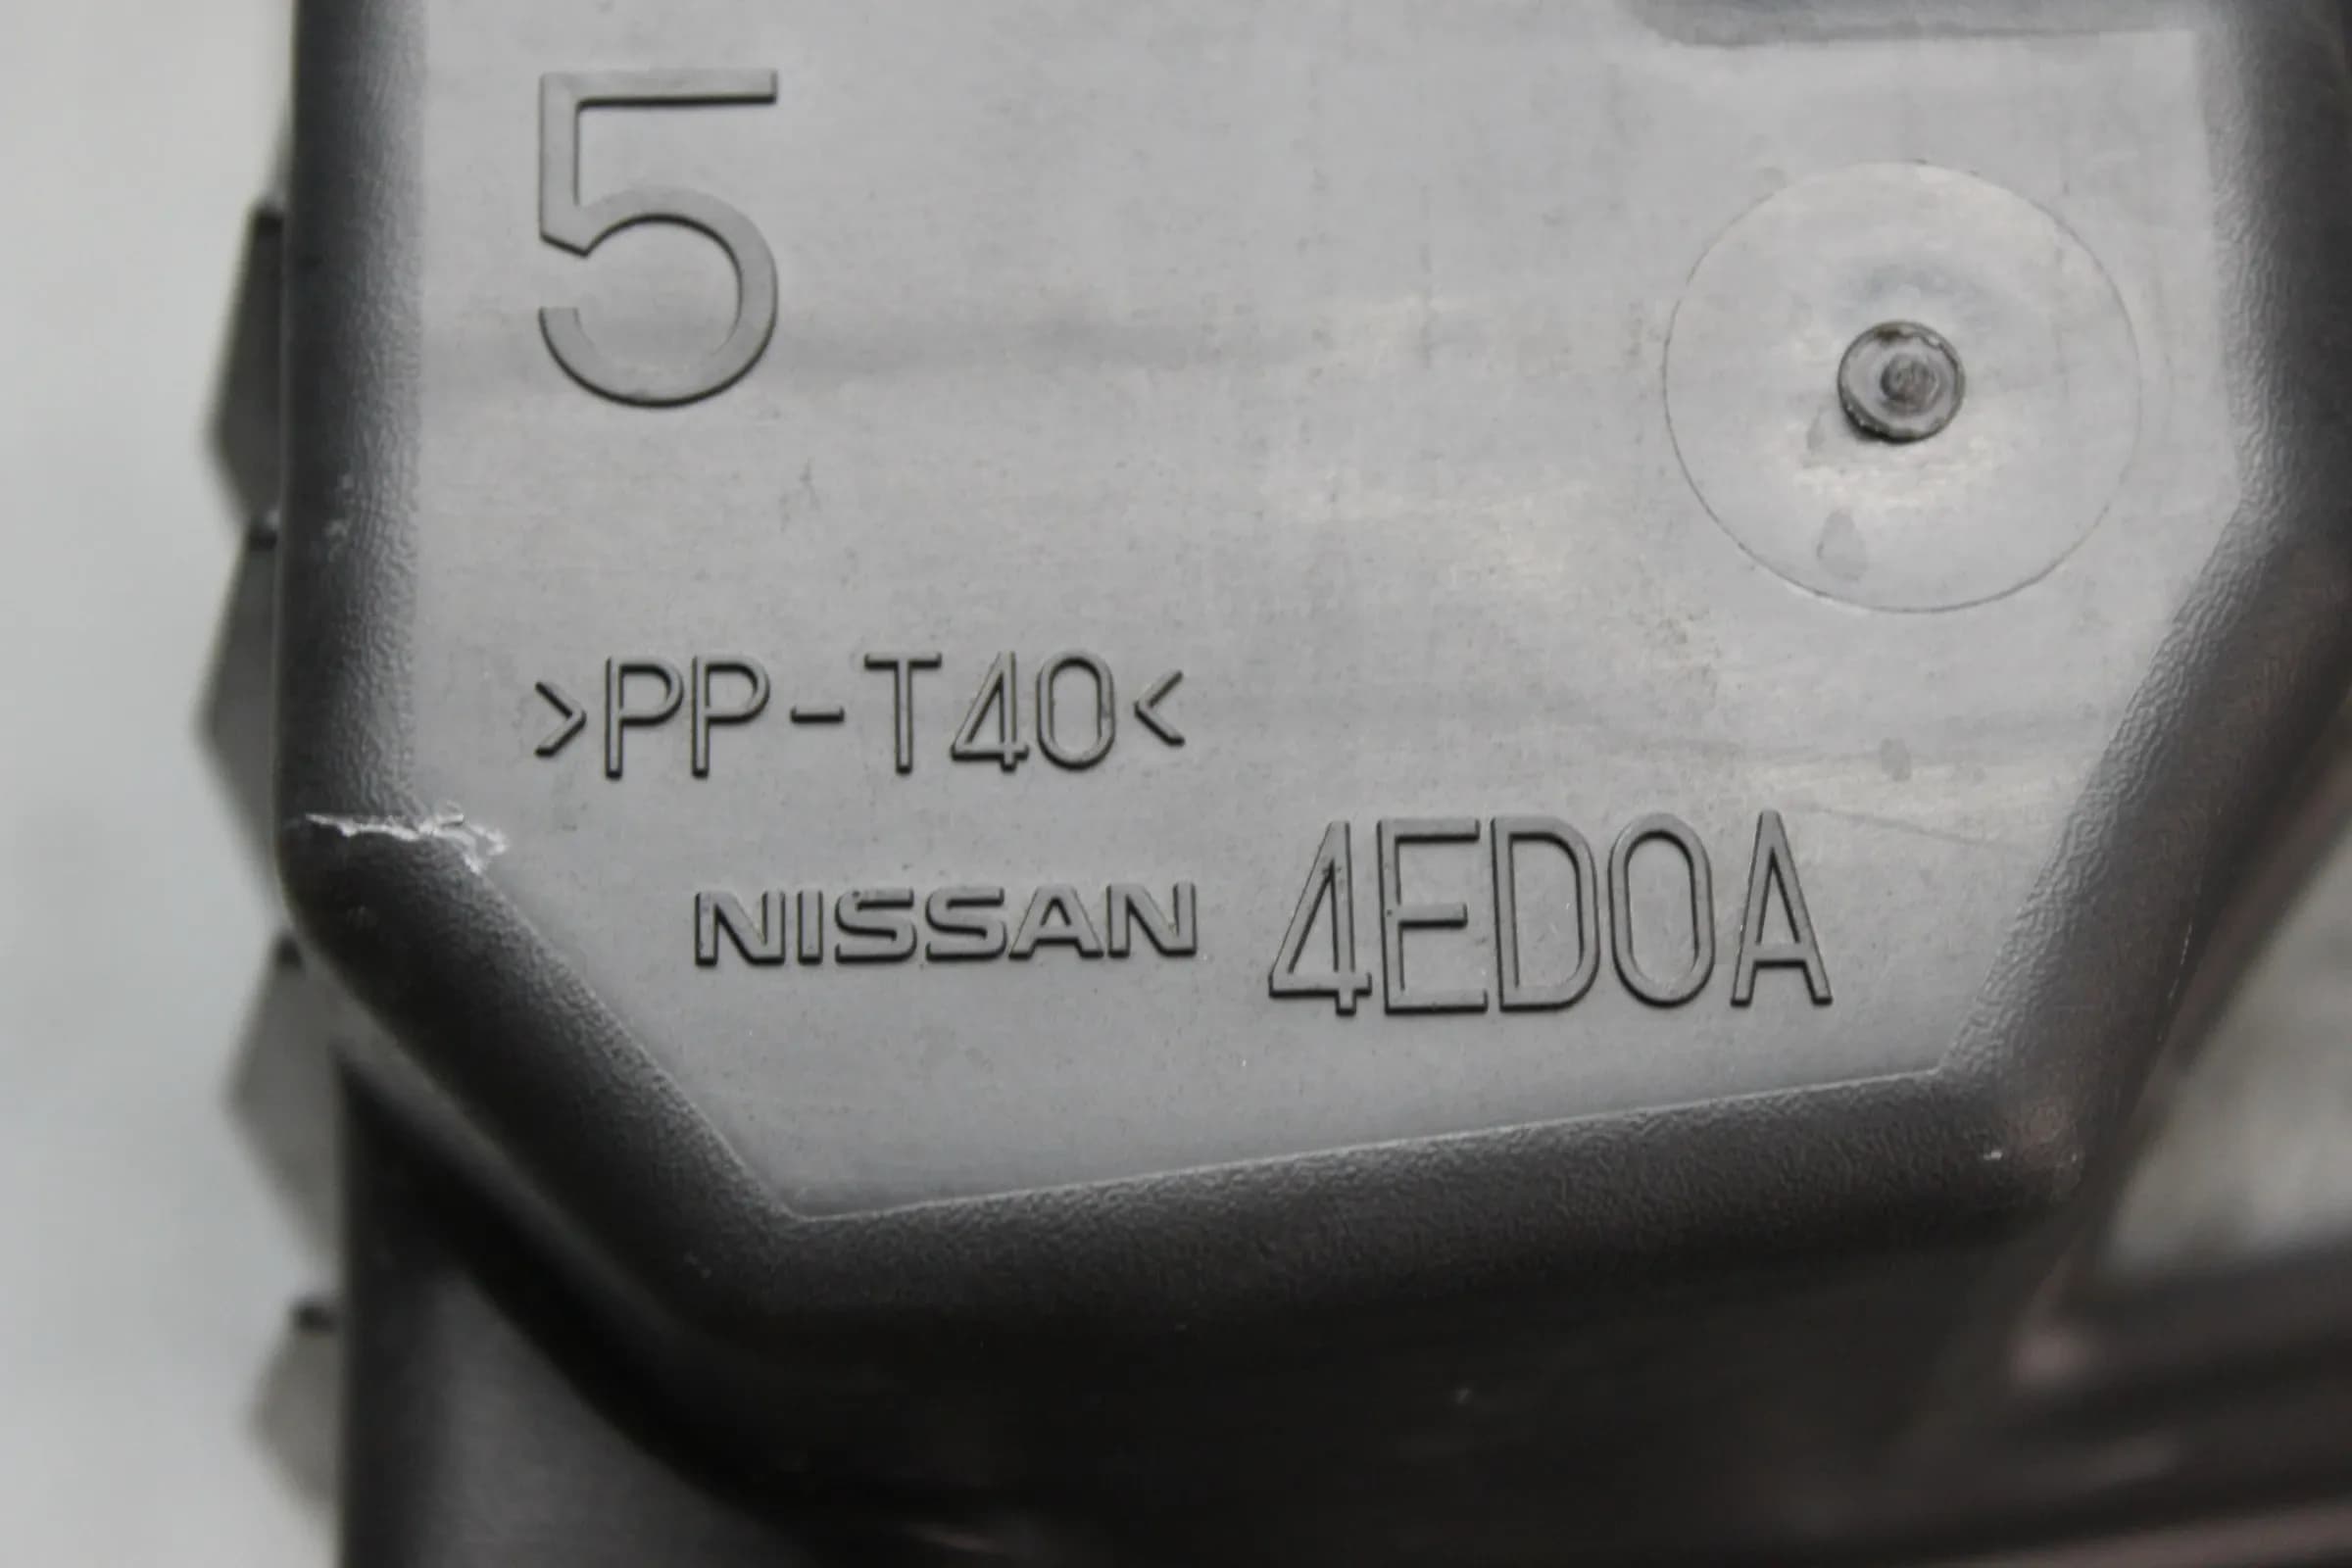 5
>PP-T40<
NISSAN 4ED0A